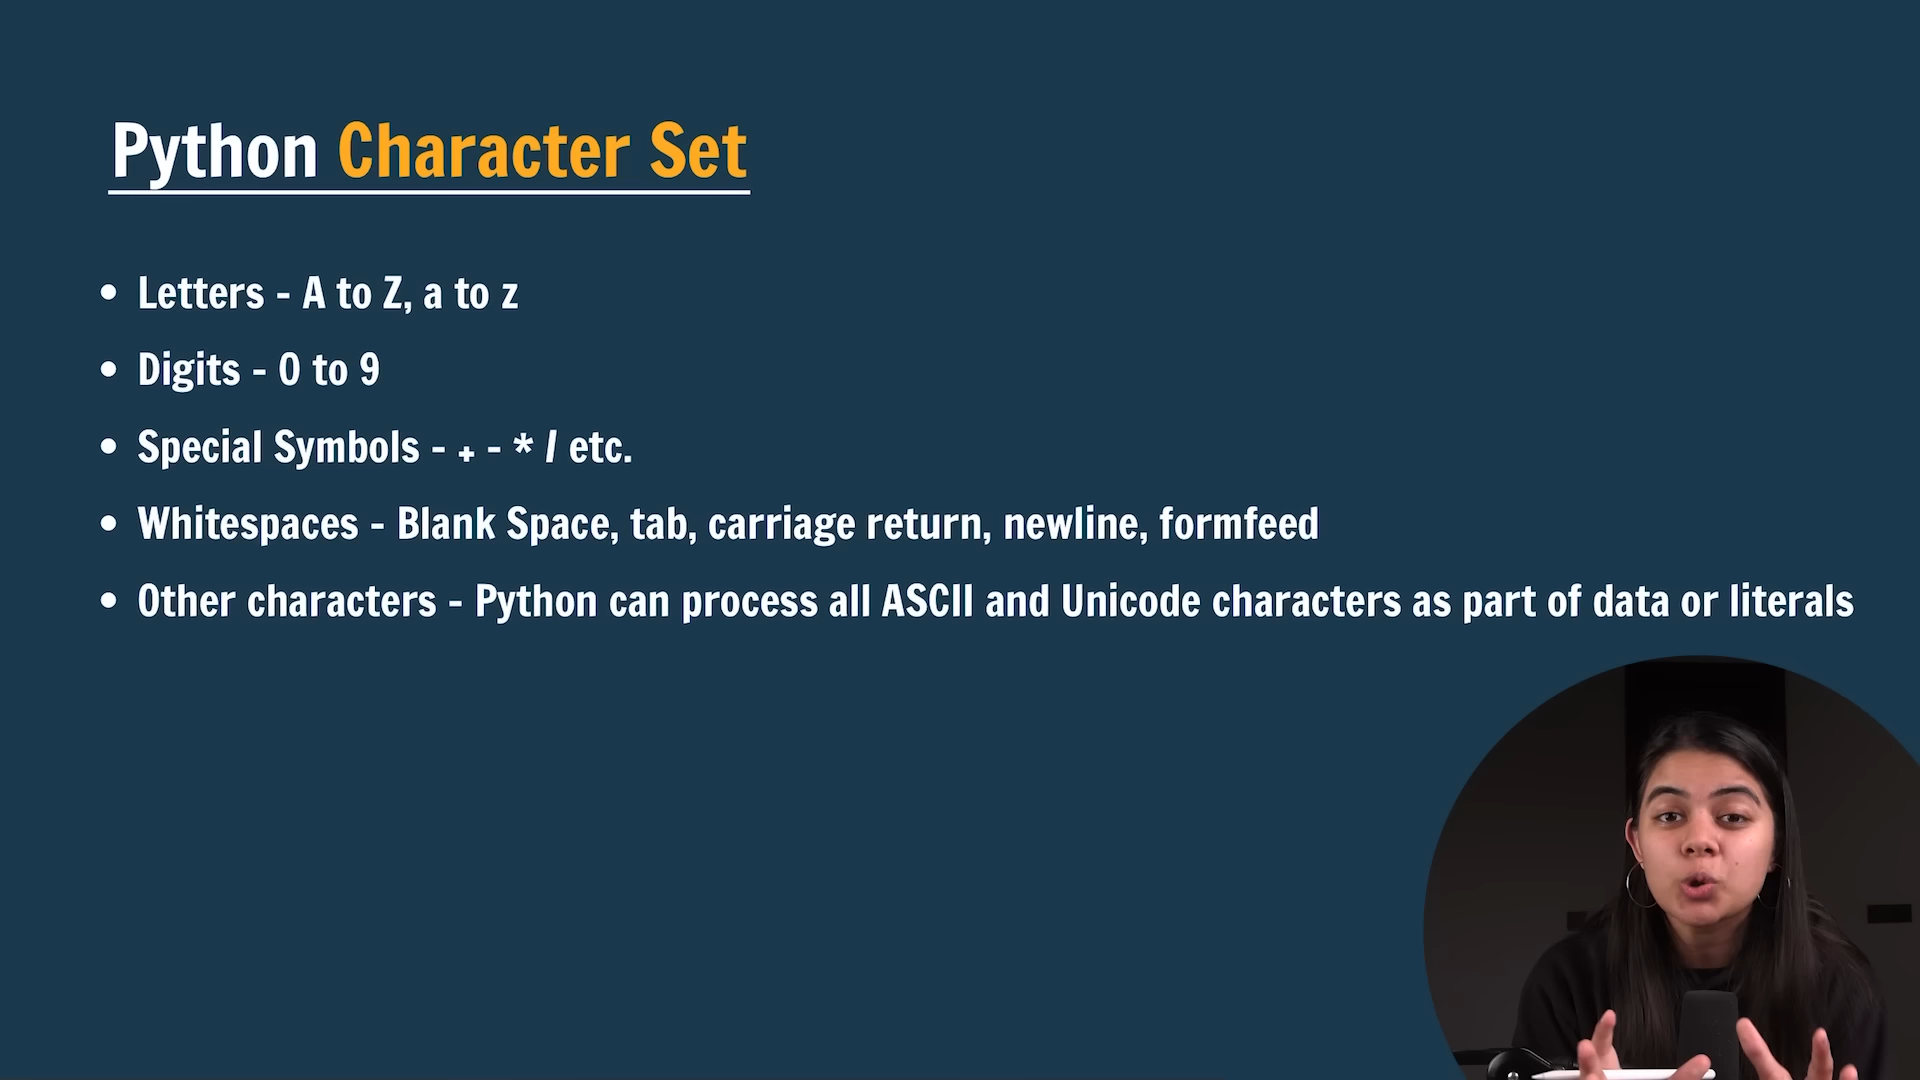 Python Character Set
• Letters - A to Z, a to z
• Digits - 0 to 9
• Special Symbols - + - * / etc.
• Whitespaces - Blank Space, tab, carriage return, newline, formfeed
• Other characters - Python can process all ASCII and Unicode characters as part of data or literals